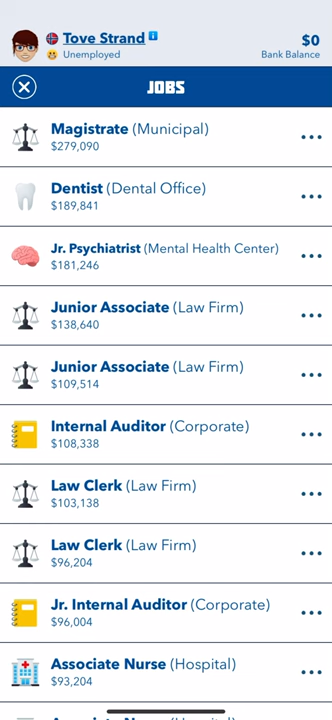 Tove Strand
Unemployed
$0
Bank Balance
JOBS
Magistrate (Municipal)
$279,090
Dentist (Dental Office)
$189,841
Jr. Psychiatrist (Mental Health Center)
$181,246
Junior Associate (Law Firm)
$138,640
Junior Associate (Law Firm)
$109,514
Internal Auditor (Corporate)
$108,338
Law Clerk (Law Firm)
$103,138
Law Clerk (Law Firm)
$96,204
Jr. Internal Auditor (Corporate)
$96,004
Associate Nurse (Hospital)
$93,204